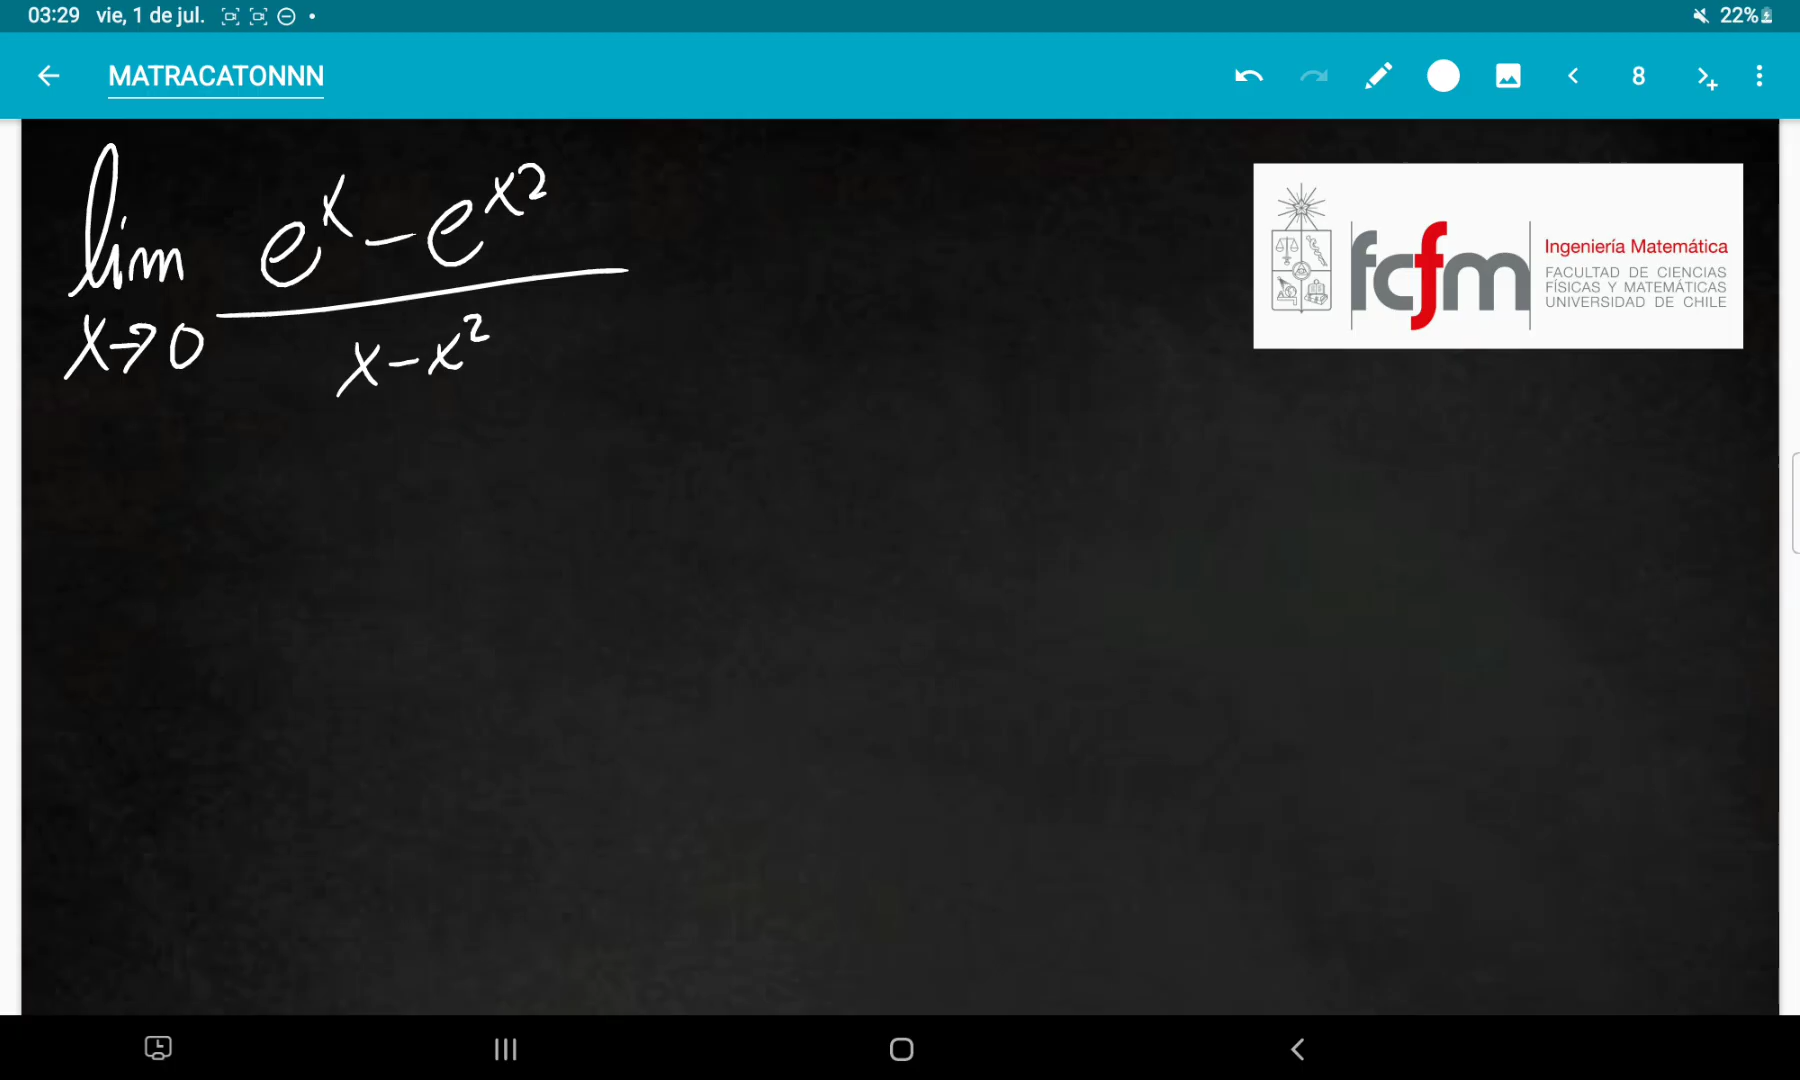 03:29 vie, 1 de jul. 22%
MATRACATONNN
8
lim e^x - e^x²
x→0 x - x²
fcfm
Ingeniería Matemática
FACULTAD DE CIENCIAS
FÍSICAS Y MATEMÁTICAS
UNIVERSIDAD DE CHILE